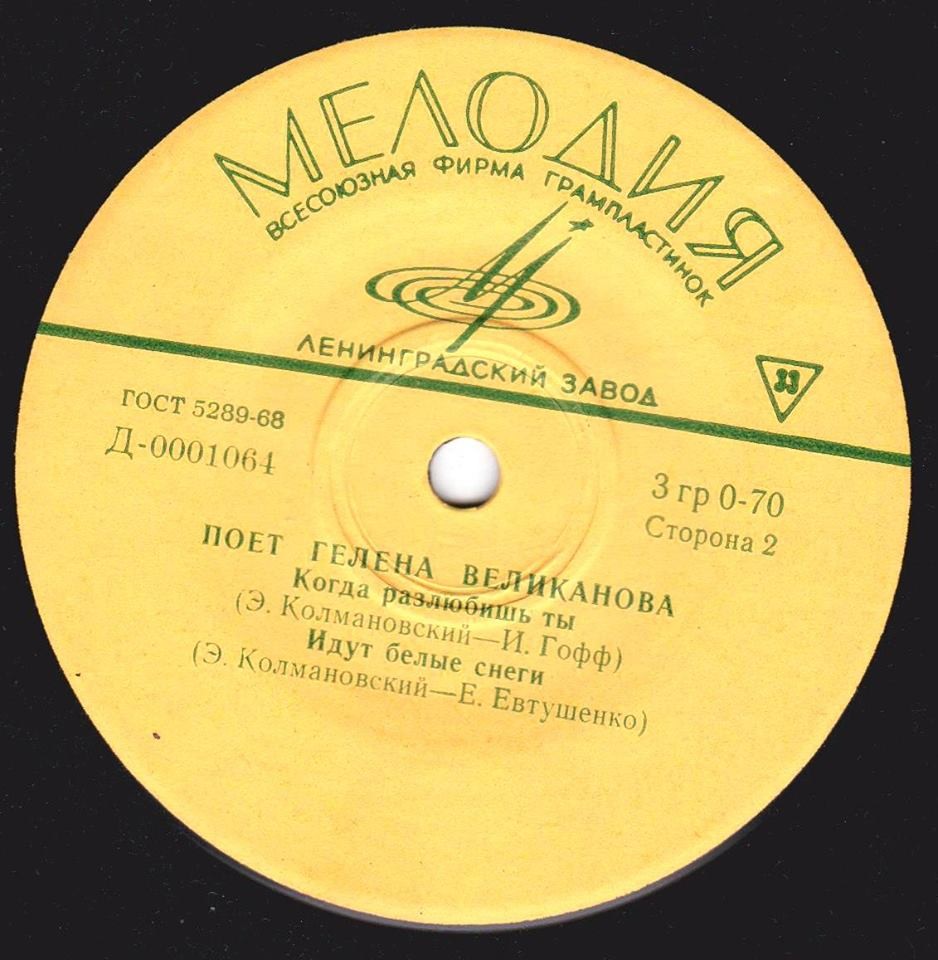 МЕЛОДИЯ
ВСЕСОЮЗНАЯ ФИРМА ГРАМПЛАСТИНОК
ЛЕНИНГРАДСКИЙ ЗАВОД
33
ГОСТ 5289-68
Д-0001064
3 гр 0-70
Сторона 2
ПОЕТ ГЕЛЕНА ВЕЛИКАНОВА
Когда разлюбишь ты
(Э. Колмановский—И. Гофф)
Идут белые снеги
(Э. Колмановский—Е. Евтушенко)